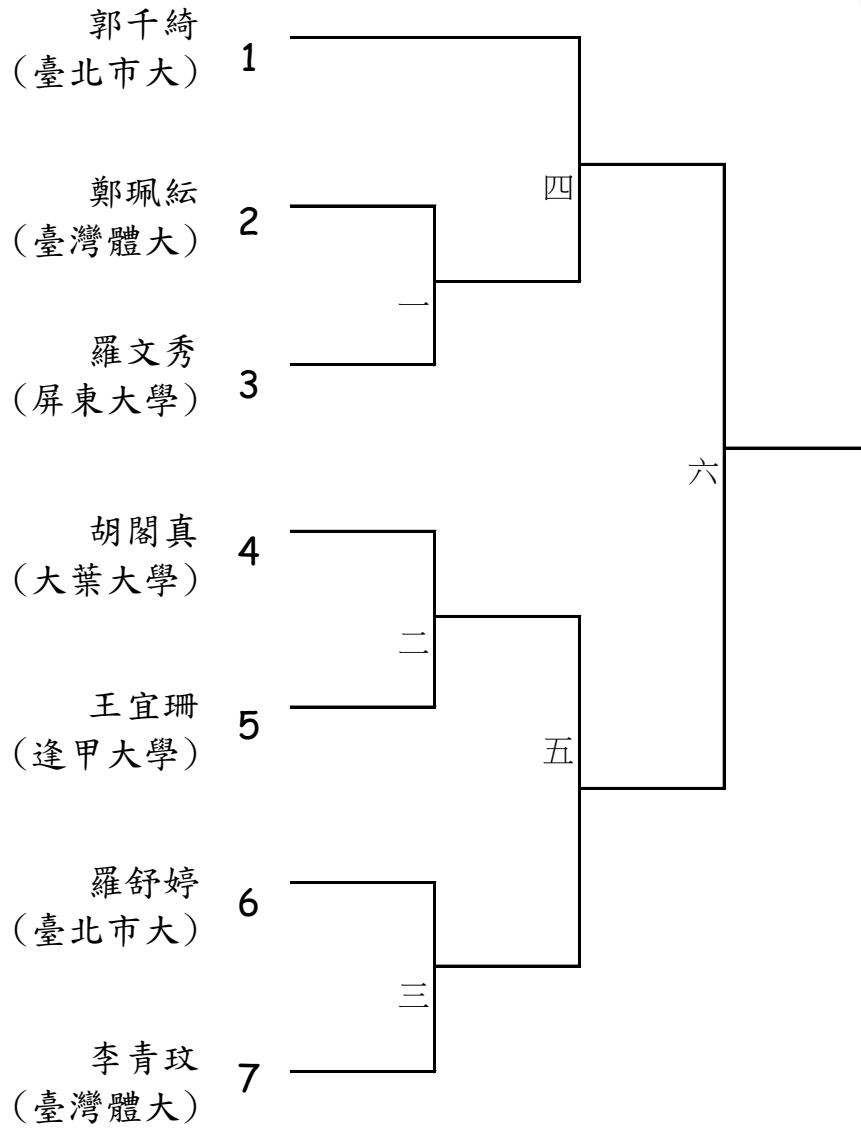 郭千綺
(臺北市大)
1
四
鄭珮紜
(臺灣體大)
2
一
羅文秀
(屏東大學)
3
六
胡閣真
(大葉大學)
4
二
王宜珊
(逢甲大學)
5
五
羅舒婷
(臺北市大)
6
三
李青玟
(臺灣體大)
7